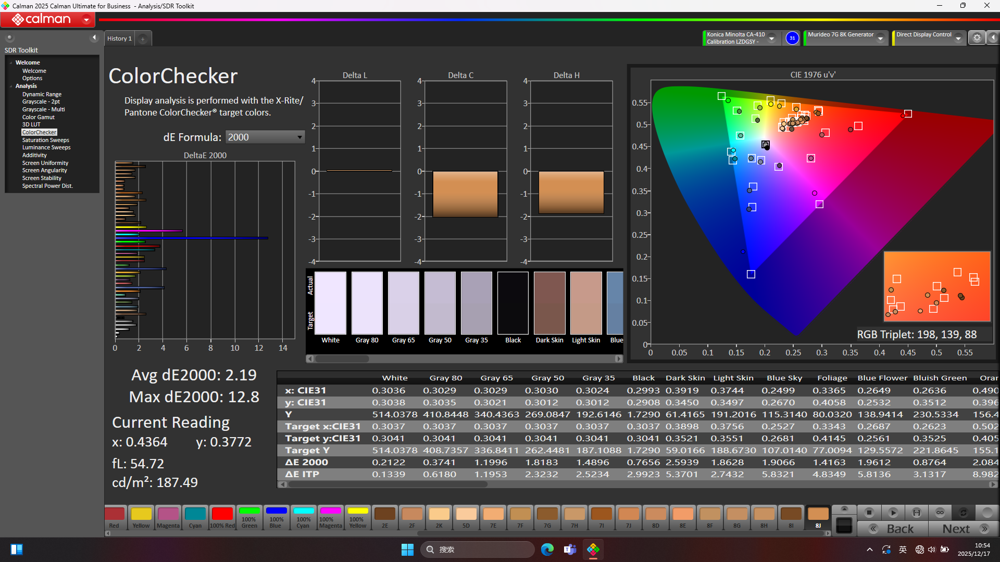 Calman 2025 Calman Ultimate for Business  - Analysis/SDR Toolkit
calman
History 1
+
Konica Minolta CA-410
Calibration LZDGSY -
31
Murideo 7G 8K Generator
Direct Display Control
SDR Toolkit
Welcome
Welcome
Options
Analysis
Dynamic Range
Grayscale - 2pt
Grayscale - Multi
Color Gamut
3D LUT
ColorChecker
Saturation Sweeps
Luminance Sweeps
Additivity
Screen Uniformity
Screen Angularity
Screen Stability
Spectral Power Dist.
ColorChecker
Display analysis is performed with the X-Rite/
Pantone ColorChecker® target colors.
dE Formula: 2000
DeltaE 2000
0 2 4 6 8 10 12 14
Delta L
4
3
2
1
0
-1
-2
-3
-4
Delta C
4
3
2
1
0
-1
-2
-3
-4
Delta H
4
3
2
1
0
-1
-2
-3
-4
Actual
Target
White Gray 80 Gray 65 Gray 50 Gray 35 Black Dark Skin Light Skin Blue
CIE 1976 u'v'
0.55
0.5
0.45
0.4
0.35
0.3
0.25
0.2
0.15
0.1
0.05
0
0 0.05 0.1 0.15 0.2 0.25 0.3 0.35 0.4 0.45 0.5 0.55
RGB Triplet: 198, 139, 88
Avg dE2000: 2.19
Max dE2000: 12.8
Current Reading
x: 0.4364 y: 0.3772
fL: 54.72
cd/m²: 187.49
White Gray 80 Gray 65 Gray 50 Gray 35 Black Dark Skin Light Skin Blue Sky Foliage Blue Flower Bluish Green Orar
x: CIE31 0.3036 0.3029 0.3029 0.3030 0.3024 0.2993 0.3919 0.3744 0.2499 0.3365 0.2649 0.2636 0.490
y: CIE31 0.3038 0.3035 0.3021 0.3012 0.3012 0.2908 0.3450 0.3497 0.2670 0.4058 0.2532 0.3512 0.396
Y 514.0378 410.8448 340.4363 269.0847 192.6146 1.7290 61.4165 191.2016 115.3140 80.0320 138.9414 230.5334 156.4
Target x:CIE31 0.3037 0.3037 0.3037 0.3037 0.3037 0.3037 0.3898 0.3756 0.2527 0.3343 0.2687 0.2623 0.502
Target y:CIE31 0.3041 0.3041 0.3041 0.3041 0.3041 0.3041 0.3521 0.3551 0.2681 0.4145 0.2561 0.3525 0.405
Target Y 514.0378 408.7357 336.8411 262.4481 187.1088 1.7290 59.0166 188.6730 107.0140 77.0094 129.5572 221.8645 155.1
ΔE 2000 0.2122 0.3741 1.1996 1.8183 1.4896 0.7656 2.5939 1.8628 1.9066 1.4163 1.9612 0.8764 2.084
ΔE ITP 0.1339 0.6180 1.1953 2.3232 2.5234 2.9923 5.3701 2.7432 5.8321 4.8349 5.8136 3.1317 8.982
Red Yellow Magenta Cyan 100% Red 100% Green 100% Blue 100% Cyan 100% Magenta 100% Yellow 2E 2F 2K 5D 7E 7F 7G 7H 7I 7J 8D 8E 8F 8G 8H 8I 8J
Back Next
搜索
英
10:54
2025/12/17